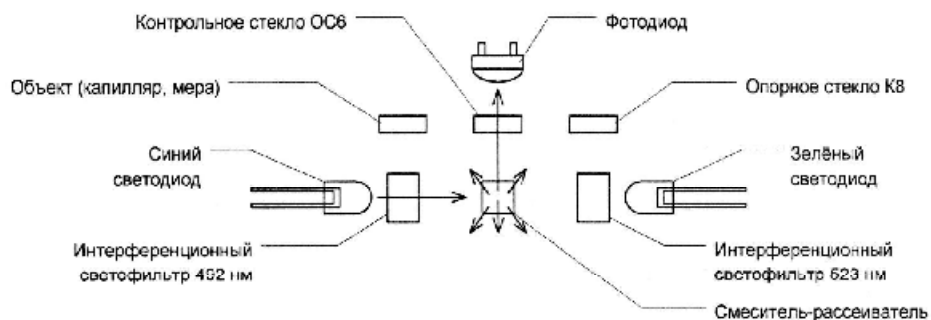 Контрольное стекло ОС6
Фотодиод
Объект (капилляр, мера)
Опорное стекло К8
Синий
светодиод
Зелёный
светодиод
Интерференционный
светофильтр 492 нм
Интерференционный
светофильтр 523 нм
Смеситель-рассеиватель